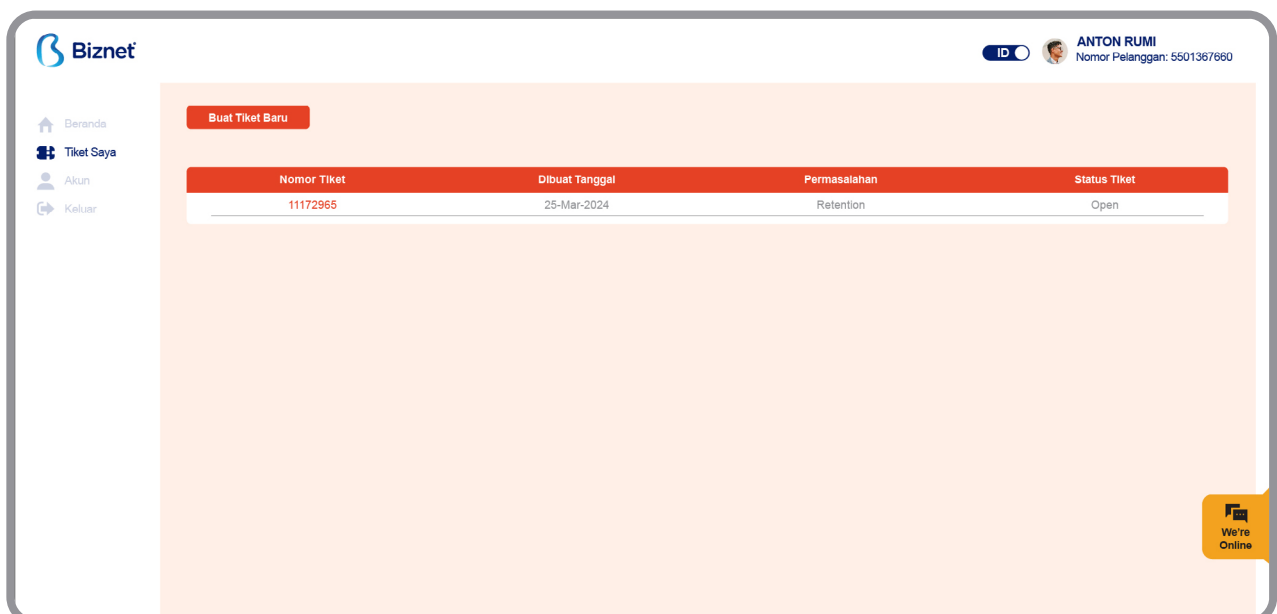 Biznet
ID
ANTON RUMI
Nomor Pelanggan: 5501367660
Beranda
Tiket Saya
Akun
Keluar
Buat Tiket Baru
Nomor Tiket Dibuat Tanggal Permasalahan Status Tiket
11172965 25-Mar-2024 Retention Open
We're
Online